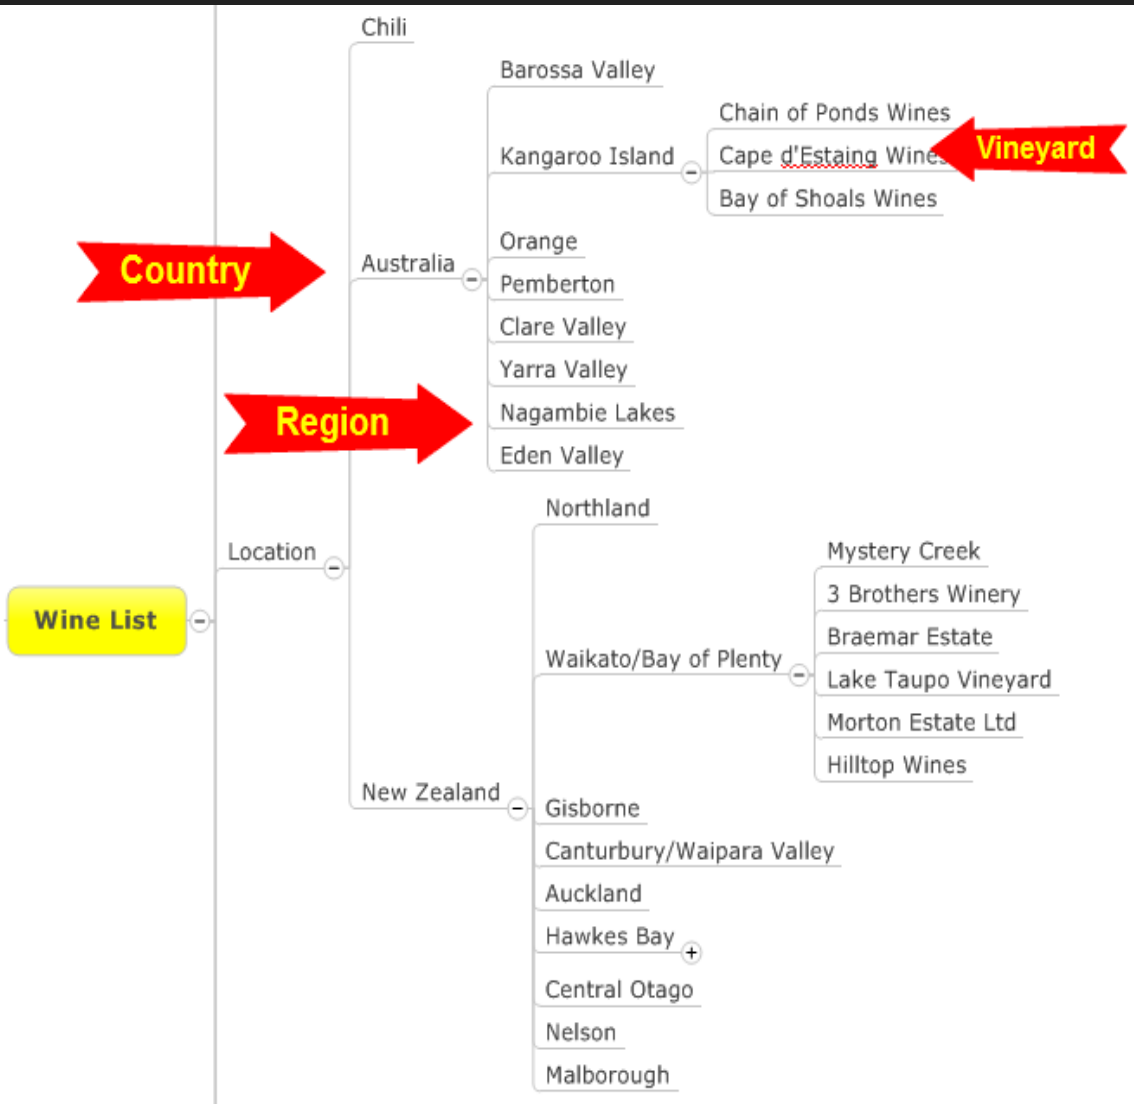 Chili
Barossa Valley
Chain of Ponds Wines
Kangaroo Island
Cape d'Estaing Wines
Vineyard
Bay of Shoals Wines
Orange
Country
Australia
Pemberton
Clare Valley
Yarra Valley
Region
Nagambie Lakes
Eden Valley
Northland
Location
Mystery Creek
3 Brothers Winery
Wine List
Braemar Estate
Waikato/Bay of Plenty
Lake Taupo Vineyard
Morton Estate Ltd
Hilltop Wines
New Zealand
Gisborne
Canturbury/Waipara Valley
Auckland
Hawkes Bay
Central Otago
Nelson
Malborough